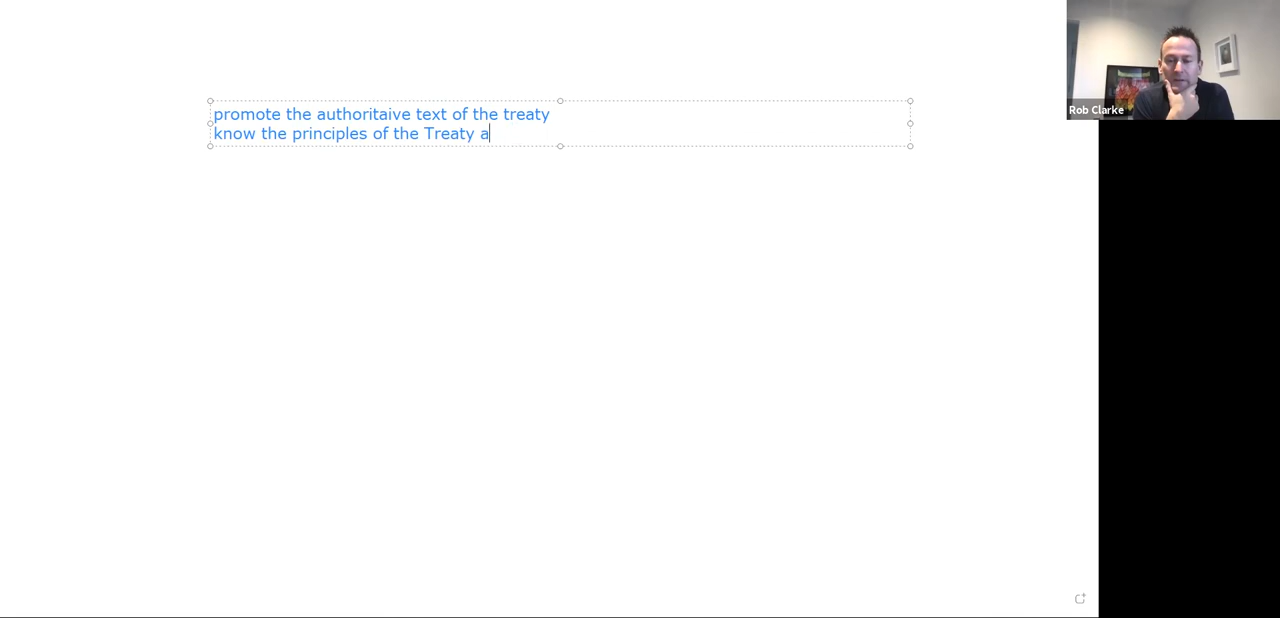 promote the authoritaive text of the treaty
know the principles of the Treaty a
Rob Clarke